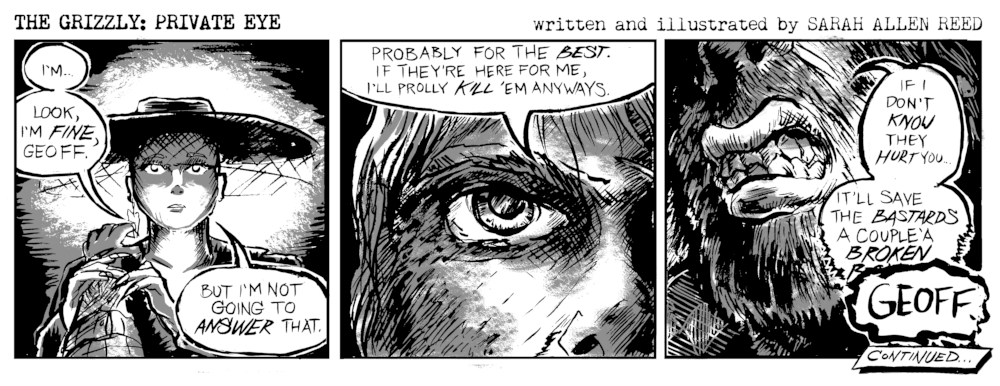 THE GRIZZLY: PRIVATE EYE
written and illustrated by SARAH ALLEN REED
I'M...
LOOK,
I'M FINE,
GEOFF.
BUT I'M NOT
GOING TO
ANSWER THAT.
PROBABLY FOR THE BEST.
IF THEY'RE HERE FOR ME,
I'LL PROLLY KILL 'EM ANYWAYS.
IF I
DON'T
KNOW
THEY
HURT YOU...
IT'LL SAVE
THE BASTARDS
A COUPLE'A
BROKEN
GEOFF.
CONTINUED...